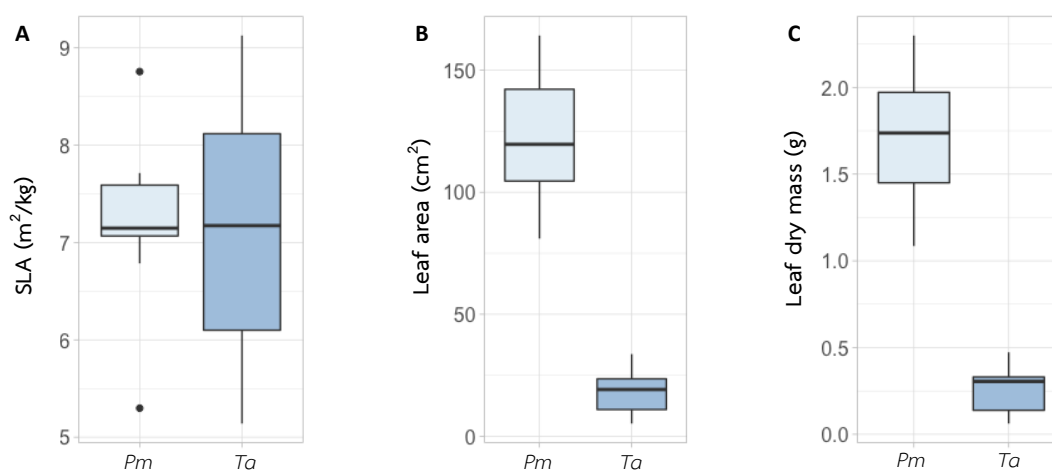 A
SLA (m²/kg)
9
8
7
6
5
Pm Ta
B
Leaf area (cm²)
150
100
50
0
Pm Ta
C
Leaf dry mass (g)
2.0
1.5
1.0
0.5
0.0
Pm Ta